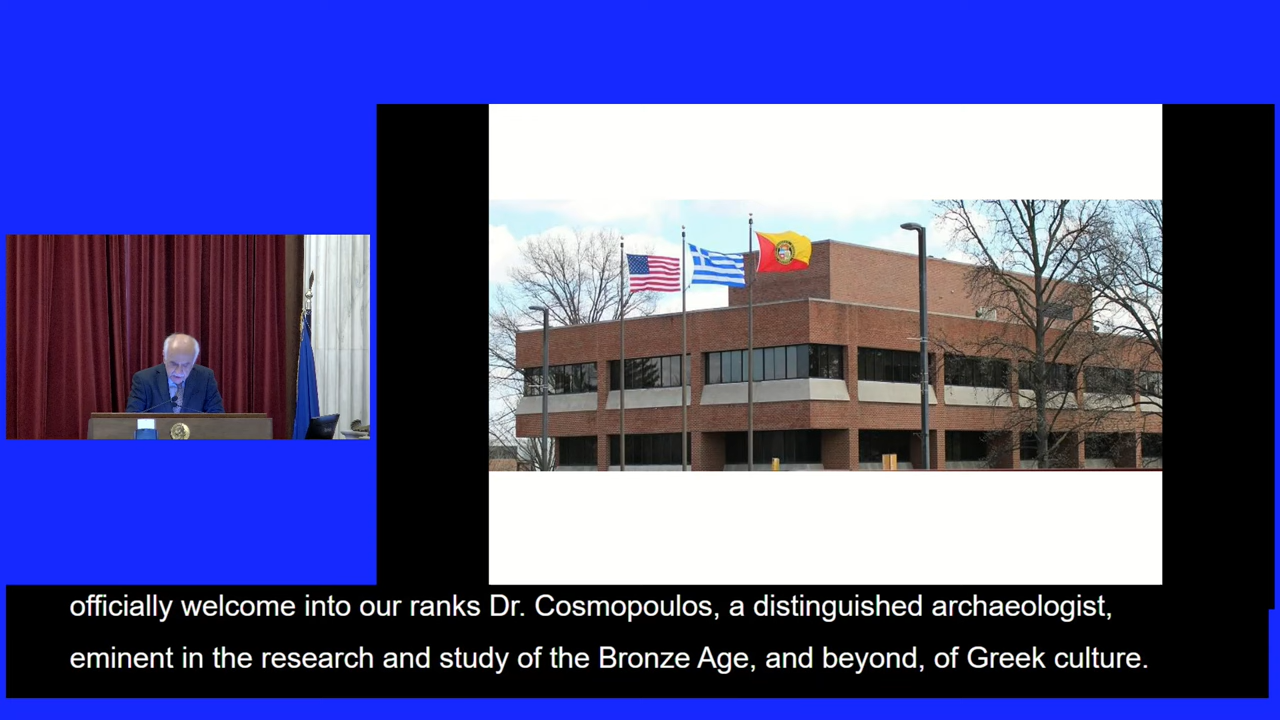 officially welcome into our ranks Dr. Cosmopoulos, a distinguished archaeologist,
eminent in the research and study of the Bronze Age, and beyond, of Greek culture.